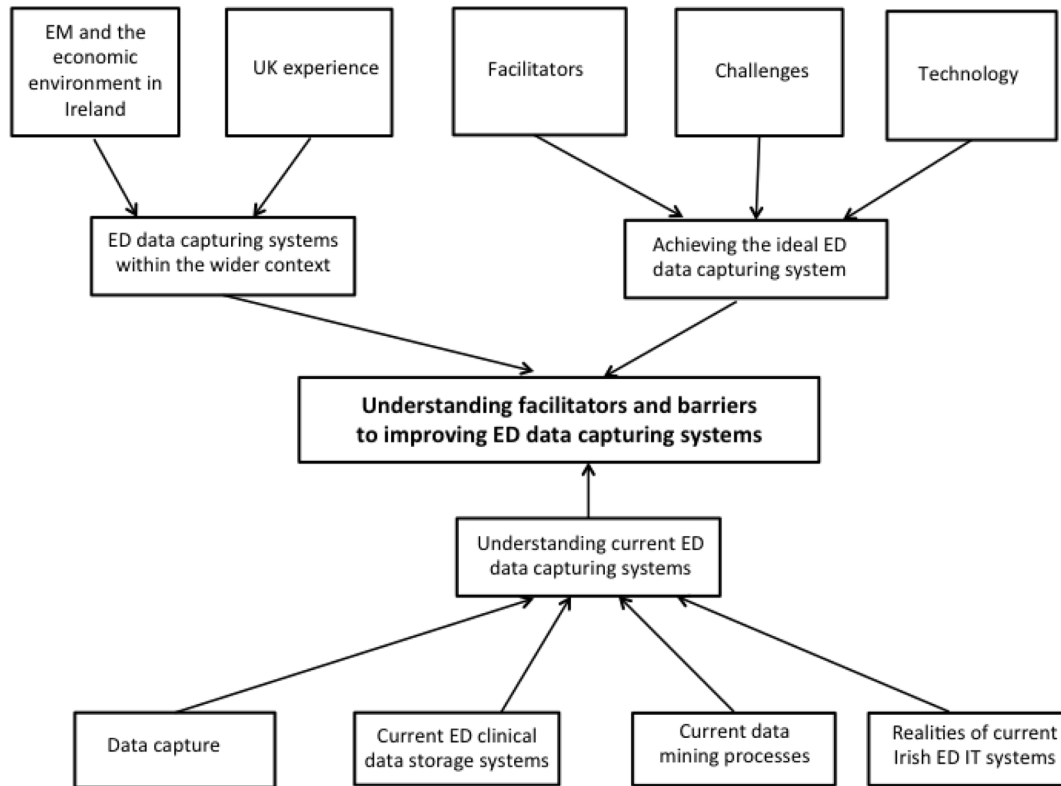 EM and the
economic
environment in
Ireland
UK experience
Facilitators
Challenges
Technology
ED data capturing systems
within the wider context
Achieving the ideal ED
data capturing system
Understanding facilitators and barriers
to improving ED data capturing systems
Understanding current ED
data capturing systems
Data capture
Current ED clinical
data storage systems
Current data
mining processes
Realities of current
Irish ED IT systems